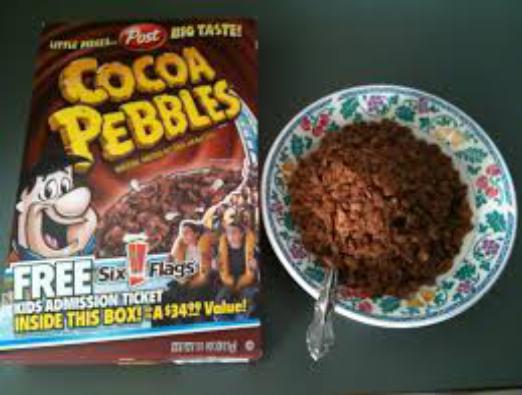 LITTLE PIECES... Post BIG TASTE!
COCOA
PEBBLES
FREE Six Flags
KIDS ADMISSION TICKET
INSIDE THIS BOX! A $34.99 Value!